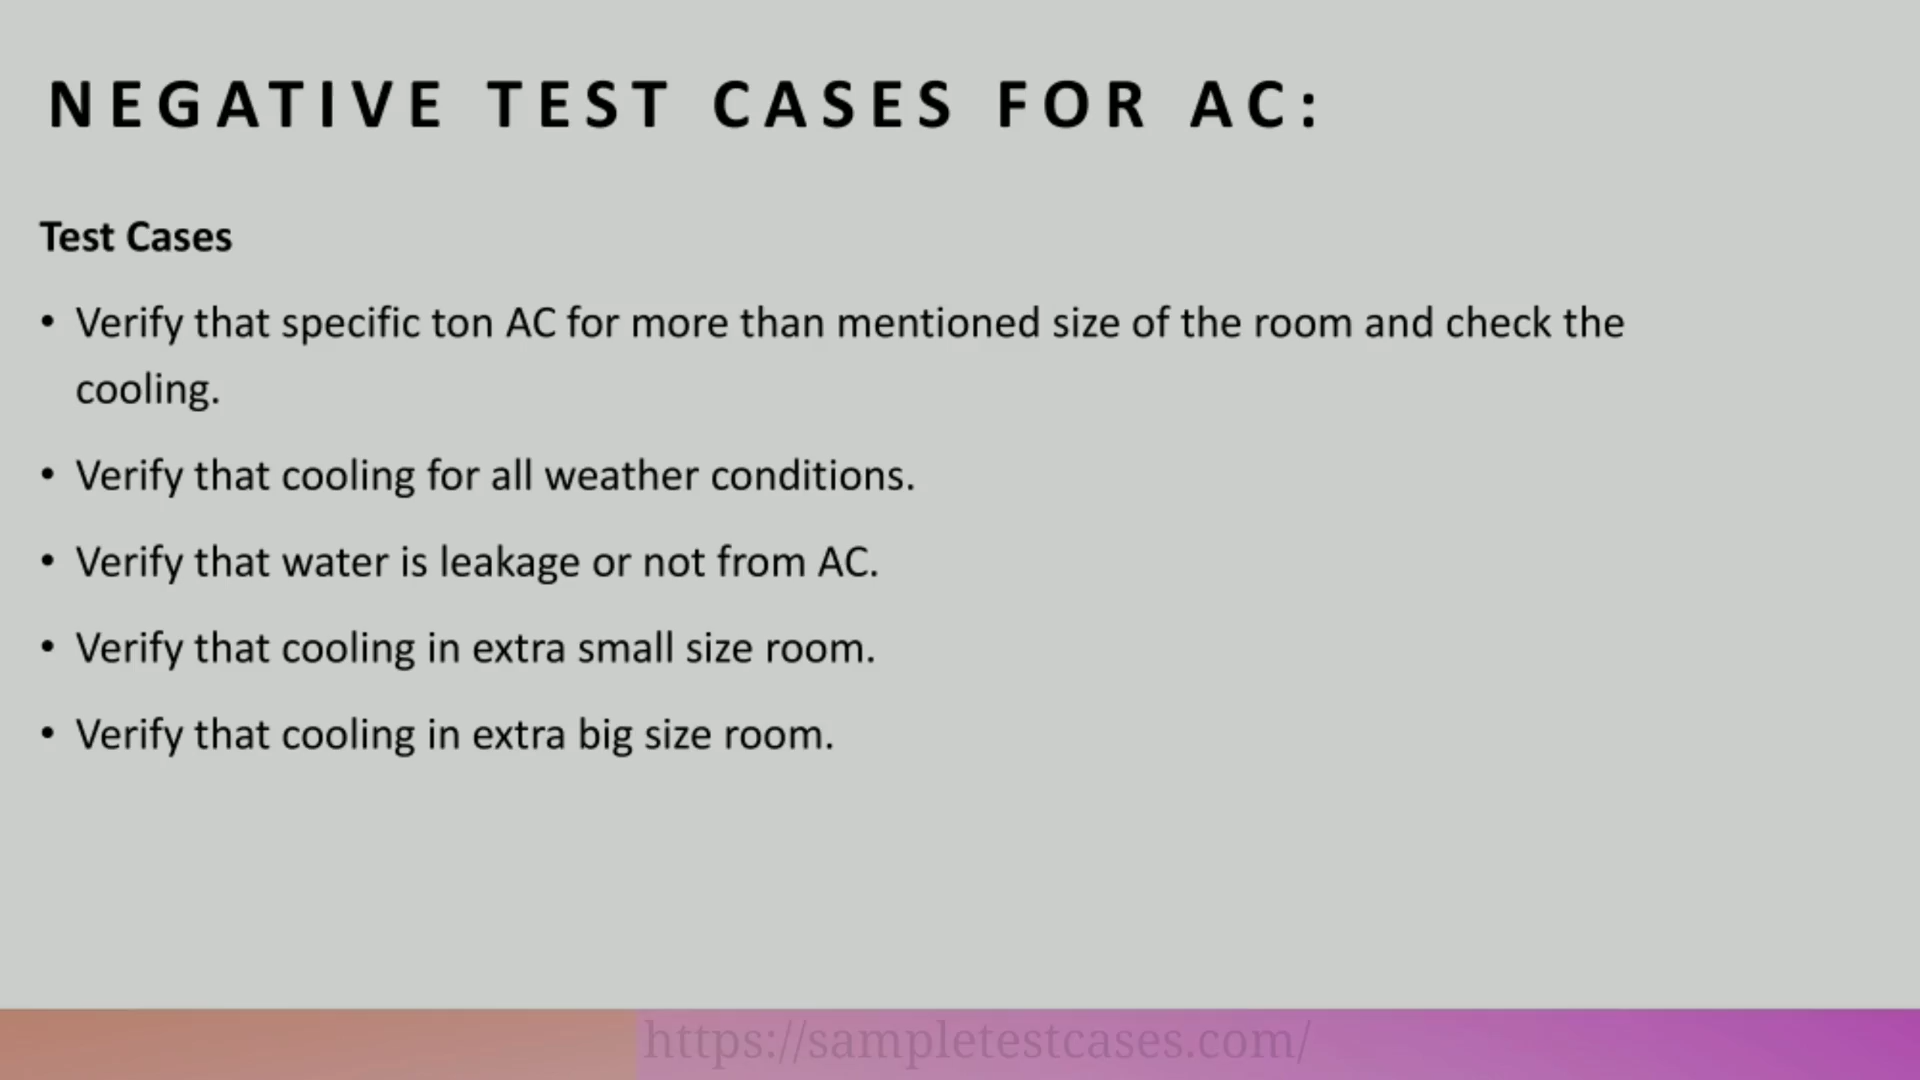 NEGATIVE TEST CASES FOR AC:
Test Cases
• Verify that specific ton AC for more than mentioned size of the room and check the
cooling.
• Verify that cooling for all weather conditions.
• Verify that water is leakage or not from AC.
• Verify that cooling in extra small size room.
• Verify that cooling in extra big size room.
https://sampletestcases.com/